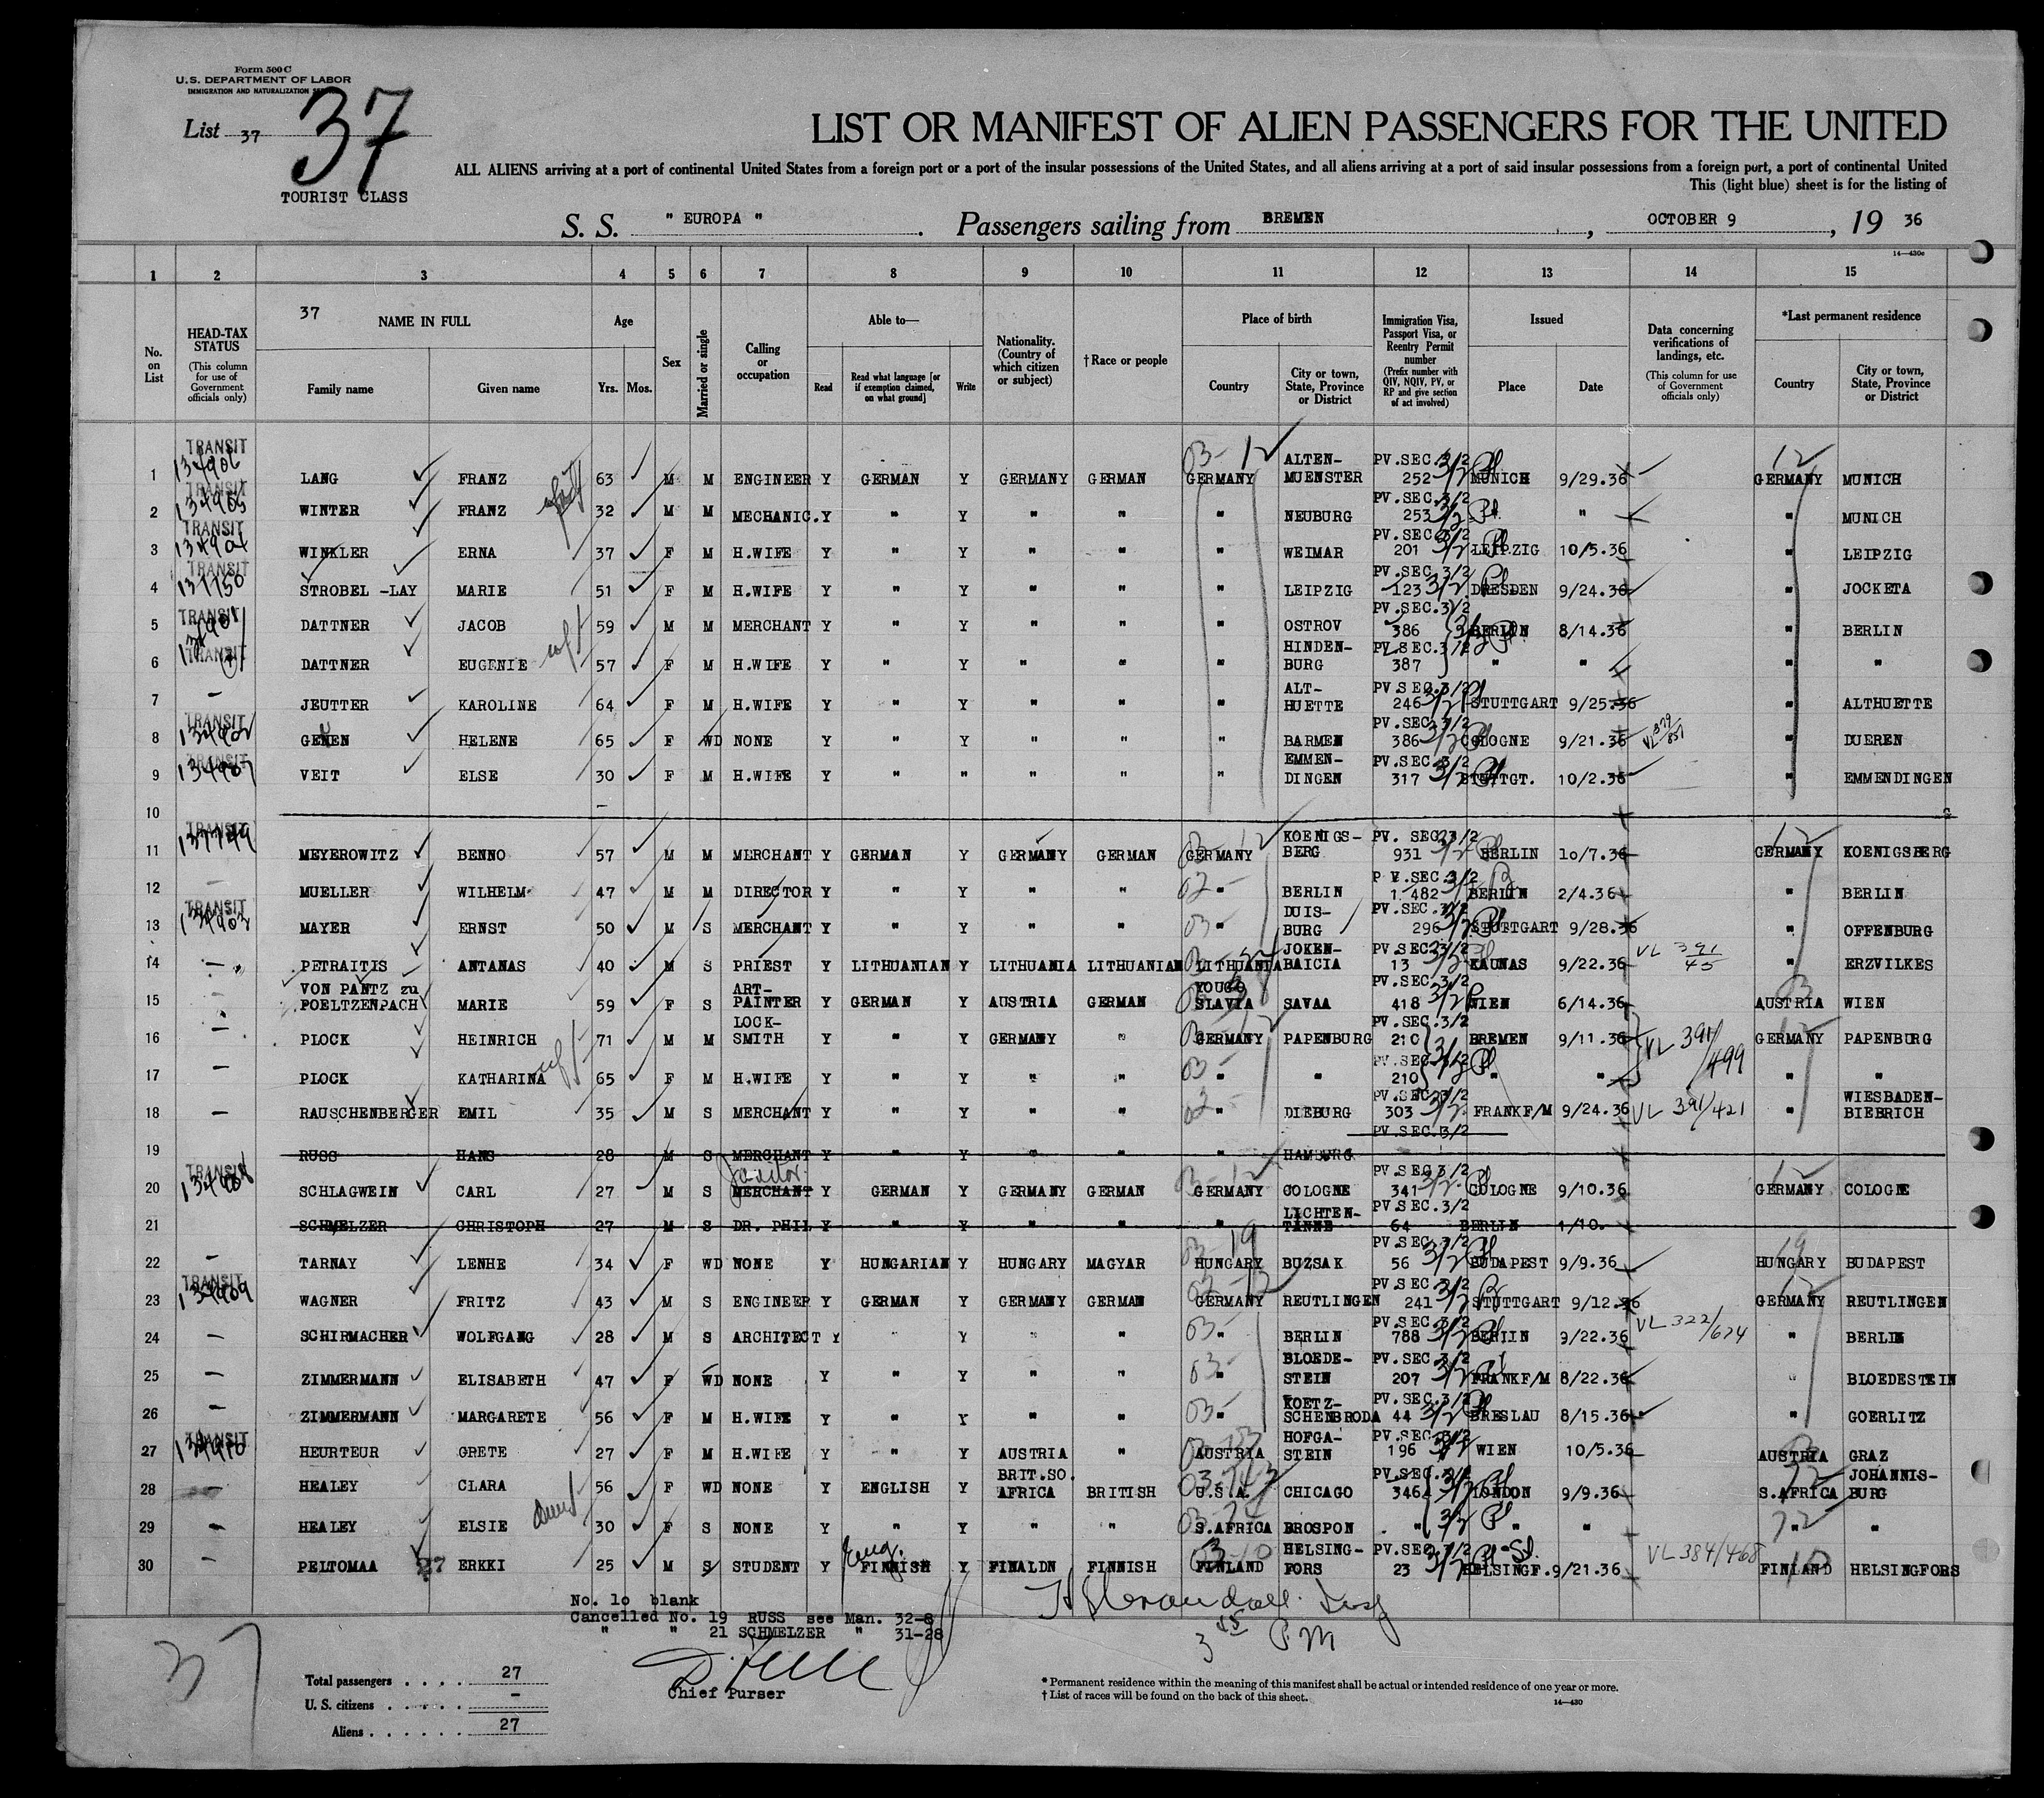 Form 500 C
U. S. DEPARTMENT OF LABOR
IMMIGRATION AND NATURALIZATION
List 37
37
TOURIST CLASS
LIST OR MANIFEST OF ALIEN PASSENGERS FOR THE UNITED
ALL ALIENS arriving at a port of continental United States from a foreign port or a port of the insular possessions of the United States, and all aliens arriving at a port of said insular possessions from a foreign port, a port of continental United
This (light blue) sheet is for the listing of
S. S. " EUROPA " . Passengers sailing from BREMEN , OCTOBER 9 , 19 36
14—430c
1 2 3 4 5 6 7 8 9 10 11 12 13 14 15
No. on List
HEAD-TAX STATUS (This column for use of Government officials only)
37 NAME IN FULL
Family name Given name
Age Yrs. Mos.
Sex
Married or single
Calling or occupation
Able to— Read Read what language [or if exemption claimed, on what ground] Write
Nationality. (Country of which citizen or subject)
† Race or people
Place of birth Country City or town, State, Province or District
Immigration Visa, Passport Visa, or Reentry Permit number (Prefix number with QIV, NQIV, PV, or RP and give section of act involved)
Issued Place Date
Data concerning verifications of landings, etc. (This column for use of Government officials only)
*Last permanent residence Country City or town, State, Province or District
1 TRANSIT 134906 LANG FRANZ 63 M M ENGINEER Y GERMAN Y GERMANY GERMAN GERMANY ALTEN- MUENSTER PV.SEC.3/2 252 MUNICH 9/29.36 GERMANY MUNICH
2 TRANSIT WINTER FRANZ 32 M M MECHANIC. Y " Y " " " NEUBURG PV.SEC.3/2 253 " " " MUNICH
3 TRANSIT WINKLER ERNA 37 F M H.WIFE Y " Y " " " WEIMAR PV.SEC.3/2 201 LEIPZIG 10/5.36 " LEIPZIG
4 TRANSIT STROBEL -LAY MARIE 51 F M H.WIFE Y " Y " " " LEIPZIG PV.SEC.3/2 123 DRESDEN 9/24.36 " JOCKETA
5 TRANSIT DATTNER JACOB 59 M M MERCHANT Y " Y " " " OSTROV PV.SEC.3/2 386 BERLIN 8/14.36 " BERLIN
6 TRANSIT DATTNER EUGENIE 57 F M H.WIFE Y " Y " " " HINDEN- BURG PV.SEC.3/2 387 " " " "
7 – JEUTTER KAROLINE 64 F M H.WIFE Y " Y " " " ALT- HUETTE PV.SEC.3/2 246 STUTTGART 9/25.36 " ALTHUETTE
8 TRANSIT HELENE 65 F WD NONE Y " Y " " " BARMEN PV.SEC.3/2 386 COLOGNE 9/21.36 " DUEREN
9 TRANSIT VEIT ELSE 30 F M H.WIFE Y " " " " " EMMEN- DINGEN PV.SEC.3/2 317 STUTTGT. 10/2.36 " EMMENDINGEN
10
11 TRANSIT MEYEROWITZ BENNO 57 M M MERCHANT Y GERMAN Y GERMANY GERMAN GERMANY KOENIGS- BERG PV. SEC.3/2 931 BERLIN 10/7.36 GERMANY KOENIGSBERG
12 MUELLER WILHELM 47 M M DIRECTOR Y " Y " " " BERLIN PV.SEC.3/2 1 482 BERLIN 2/4.36 " BERLIN
13 TRANSIT MAYER ERNST 50 M S MERCHANT Y " Y " " " DUIS- BURG PV.SEC.3/2 296 STUTTGART 9/28.36 " OFFENBURG
14 – PETRAITIS ANTANAS 40 M S PRIEST Y LITHUANIAN Y LITHUANIA LITHUANIAN LITHUANIA JOKEN- BAICIA PV.SEC.3/2 13 KAUNAS 9/22.36 VL 391/45 " ERZVILKES
15 VON PANTZ zu POELTZENPACH MARIE 59 F S ART- PAINTER Y GERMAN Y AUSTRIA GERMAN YOUGO SLAVIA SAVAA PV.SEC.3/2 418 WIEN 6/14.36 AUSTRIA WIEN
16 – PLOCK HEINRICH 71 M M LOCK- SMITH Y " Y GERMANY " GERMANY PAPENBURG PV.SEC.3/2 210 BREMEN 9/11.36 VL 391/499 GERMANY PAPENBURG
17 – PLOCK KATHARINA 65 F M H.WIFE Y " Y " " " " PV.SEC.3/2 210 " " " "
18 – RAUSCHENBERGER EMIL 35 M S MERCHANT Y " Y " " " DIEBURG PV.SEC.3/2 303 FRANKF/M 9/24.36 VL 391/421 " WIESBADEN- BIEBRICH
19 RUSS HANS 28 M S MERCHANT Y " Y " " " HAMBURG PV.SEC.3/2
20 TRANSIT SCHLAGWEIN CARL 27 M S MERCHANT Y GERMAN Y GERMANY GERMAN GERMANY COLOGNE PV.SEC 3/2 341 COLOGNE 9/10.36 GERMANY COLOGNE
21 SCHMELZER CHRISTOPH 27 M S DR. PHIL Y " Y " " " LICHTEN- TANNE PV.SEC.3/2 64 BERLIN 1/10.
22 – TARNAY LENHE 34 F WD NONE Y HUNGARIAN Y HUNGARY MAGYAR HUNGARY BUZSAK PV.SEC.3/2 56 BUDAPEST 9/9.36 HUNGARY BUDAPEST
23 TRANSIT 134909 WAGNER FRITZ 43 M S ENGINEER Y GERMAN Y GERMANY GERMAN GERMANY REUTLINGEN PV.SEC.3/2 241 STUTTGART 9/12.36 GERMANY REUTLINGEN
24 – SCHIRMACHER WOLFGANG 28 M S ARCHITECT Y " Y " " " BERLIN PV.SEC.3/2 788 BERLIN 9/22.36 VL 322/674 " BERLIN
25 – ZIMMERMANN ELISABETH 47 F WD NONE Y " Y " " " BLOEDE- STEIN PV.SEC.3/2 207 FRANKF/M 8/22.36 " BLOEDESTEIN
26 – ZIMMERMANN MARGARETE 56 F M H.WIFE Y " Y " " " KOETZ- SCHENBRODA PV.SEC.3/2 44 BRESLAU 8/15.36 " GOERLITZ
27 TRANSIT HEURTEUR GRETE 27 F M H.WIFE Y " Y AUSTRIA " AUSTRIA HOFGA- STEIN PV.SEC.3/2 196 WIEN 10/5.36 AUSTRIA GRAZ
28 – HEALEY CLARA 56 F WD NONE Y ENGLISH Y BRIT.SO. AFRICA BRITISH U.S.A. CHICAGO PV.SEC.3/2 3464 LONDON 9/9.36 S.AFRICA JOHANNIS- BURG
29 – HEALEY ELSIE 30 F S NONE Y " Y " " S.AFRICA BROSPON " " " " "
30 – PELTOMAA ERKKI 25 M S STUDENT Y Eng. FINNISH Y FINALDN FINNISH FINLAND HELSING- FORS PV.SEC.3/2 23 HELSINGF. 9/21.36 VL 384/468 FINLAND HELSINGFORS
No. 1o blank
Cancelled No. 19 RUSS see Man. 32-8
" " 21 SCHMELZER " 31-28
3 45 P M
37
Chief Purser
Total passengers . . . . 27
U. S. citizens . . . . . –
Aliens . . . . . . 27
* Permanent residence within the meaning of this manifest shall be actual or intended residence of one year or more.
† List of races will be found on the back of this sheet.
14—430